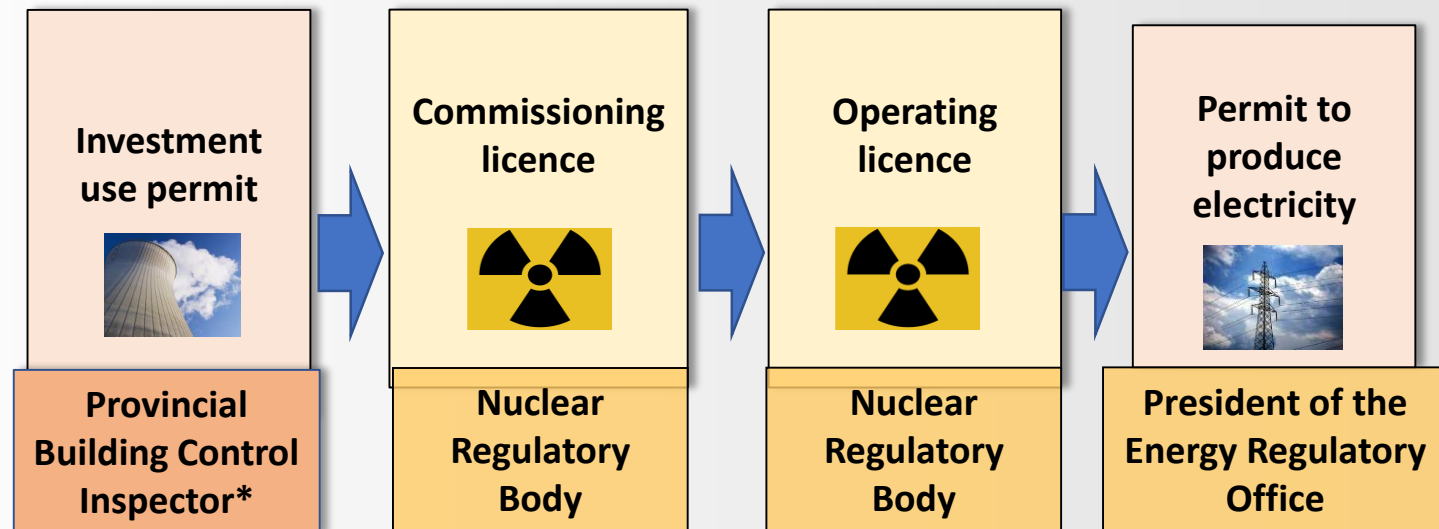 Investment
use permit
Provincial
Building Control
Inspector*
Commissioning
licence
Nuclear
Regulatory
Body
Operating
licence
Nuclear
Regulatory
Body
Permit to
produce
electricity
President of the
Energy Regulatory
Office